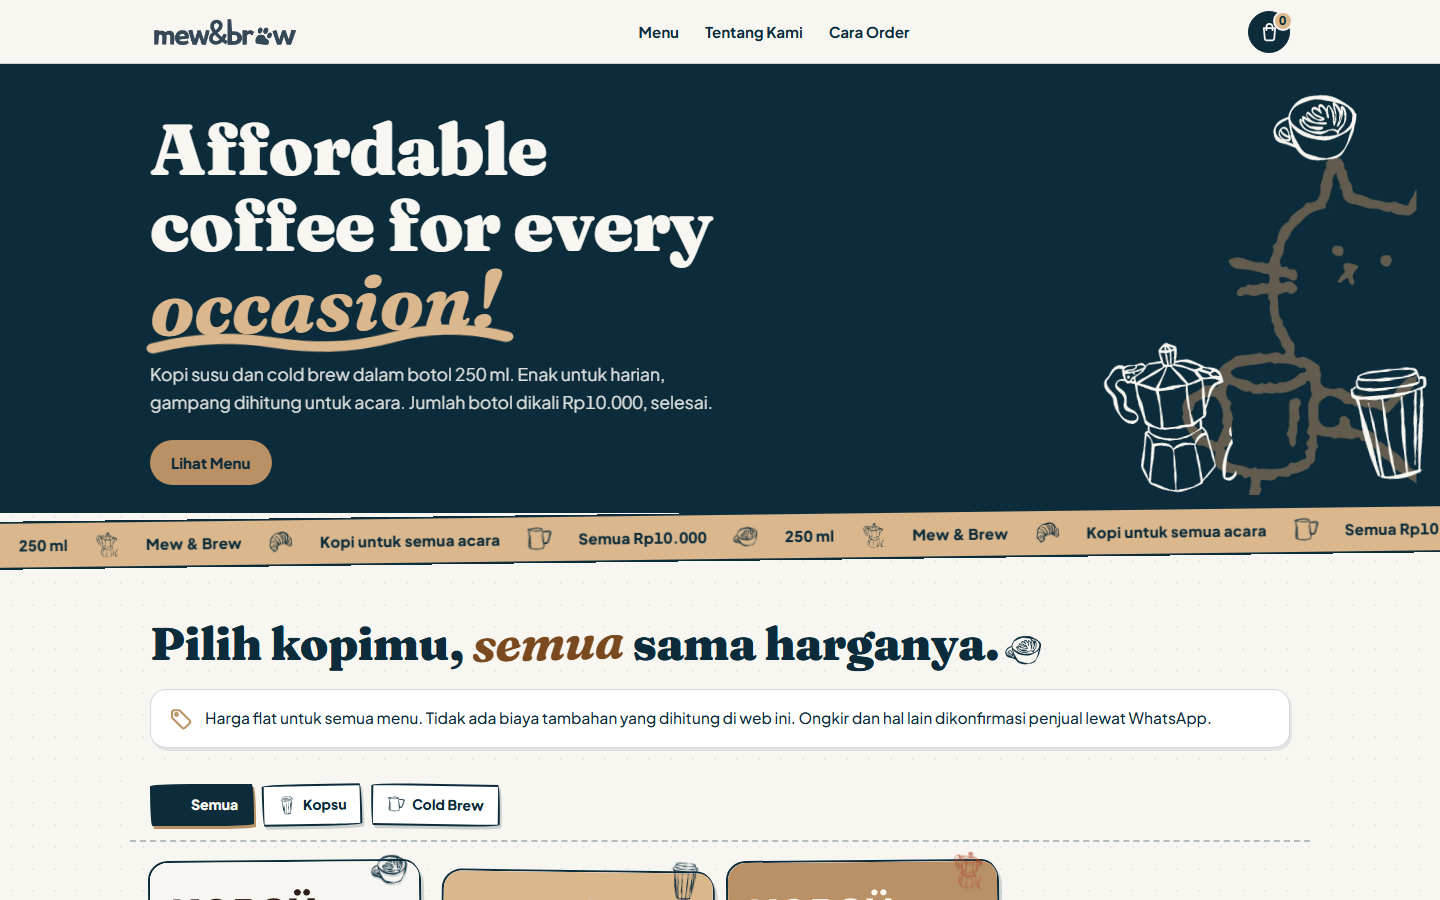 mew&brew
Menu
Tentang Kami
Cara Order
0
Affordable
coffee for every
occasion!
Kopi susu dan cold brew dalam botol 250 ml. Enak untuk harian,
gampang dihitung untuk acara. Jumlah botol dikali Rp10.000, selesai.
Lihat Menu
250 ml Mew & Brew Kopi untuk semua acara Semua Rp10.000 250 ml Mew & Brew Kopi untuk semua acara Semua Rp10
Pilih kopimu, semua sama harganya.
Harga flat untuk semua menu. Tidak ada biaya tambahan yang dihitung di web ini. Ongkir dan hal lain dikonfirmasi penjual lewat WhatsApp.
Semua
Kopsu
Cold Brew